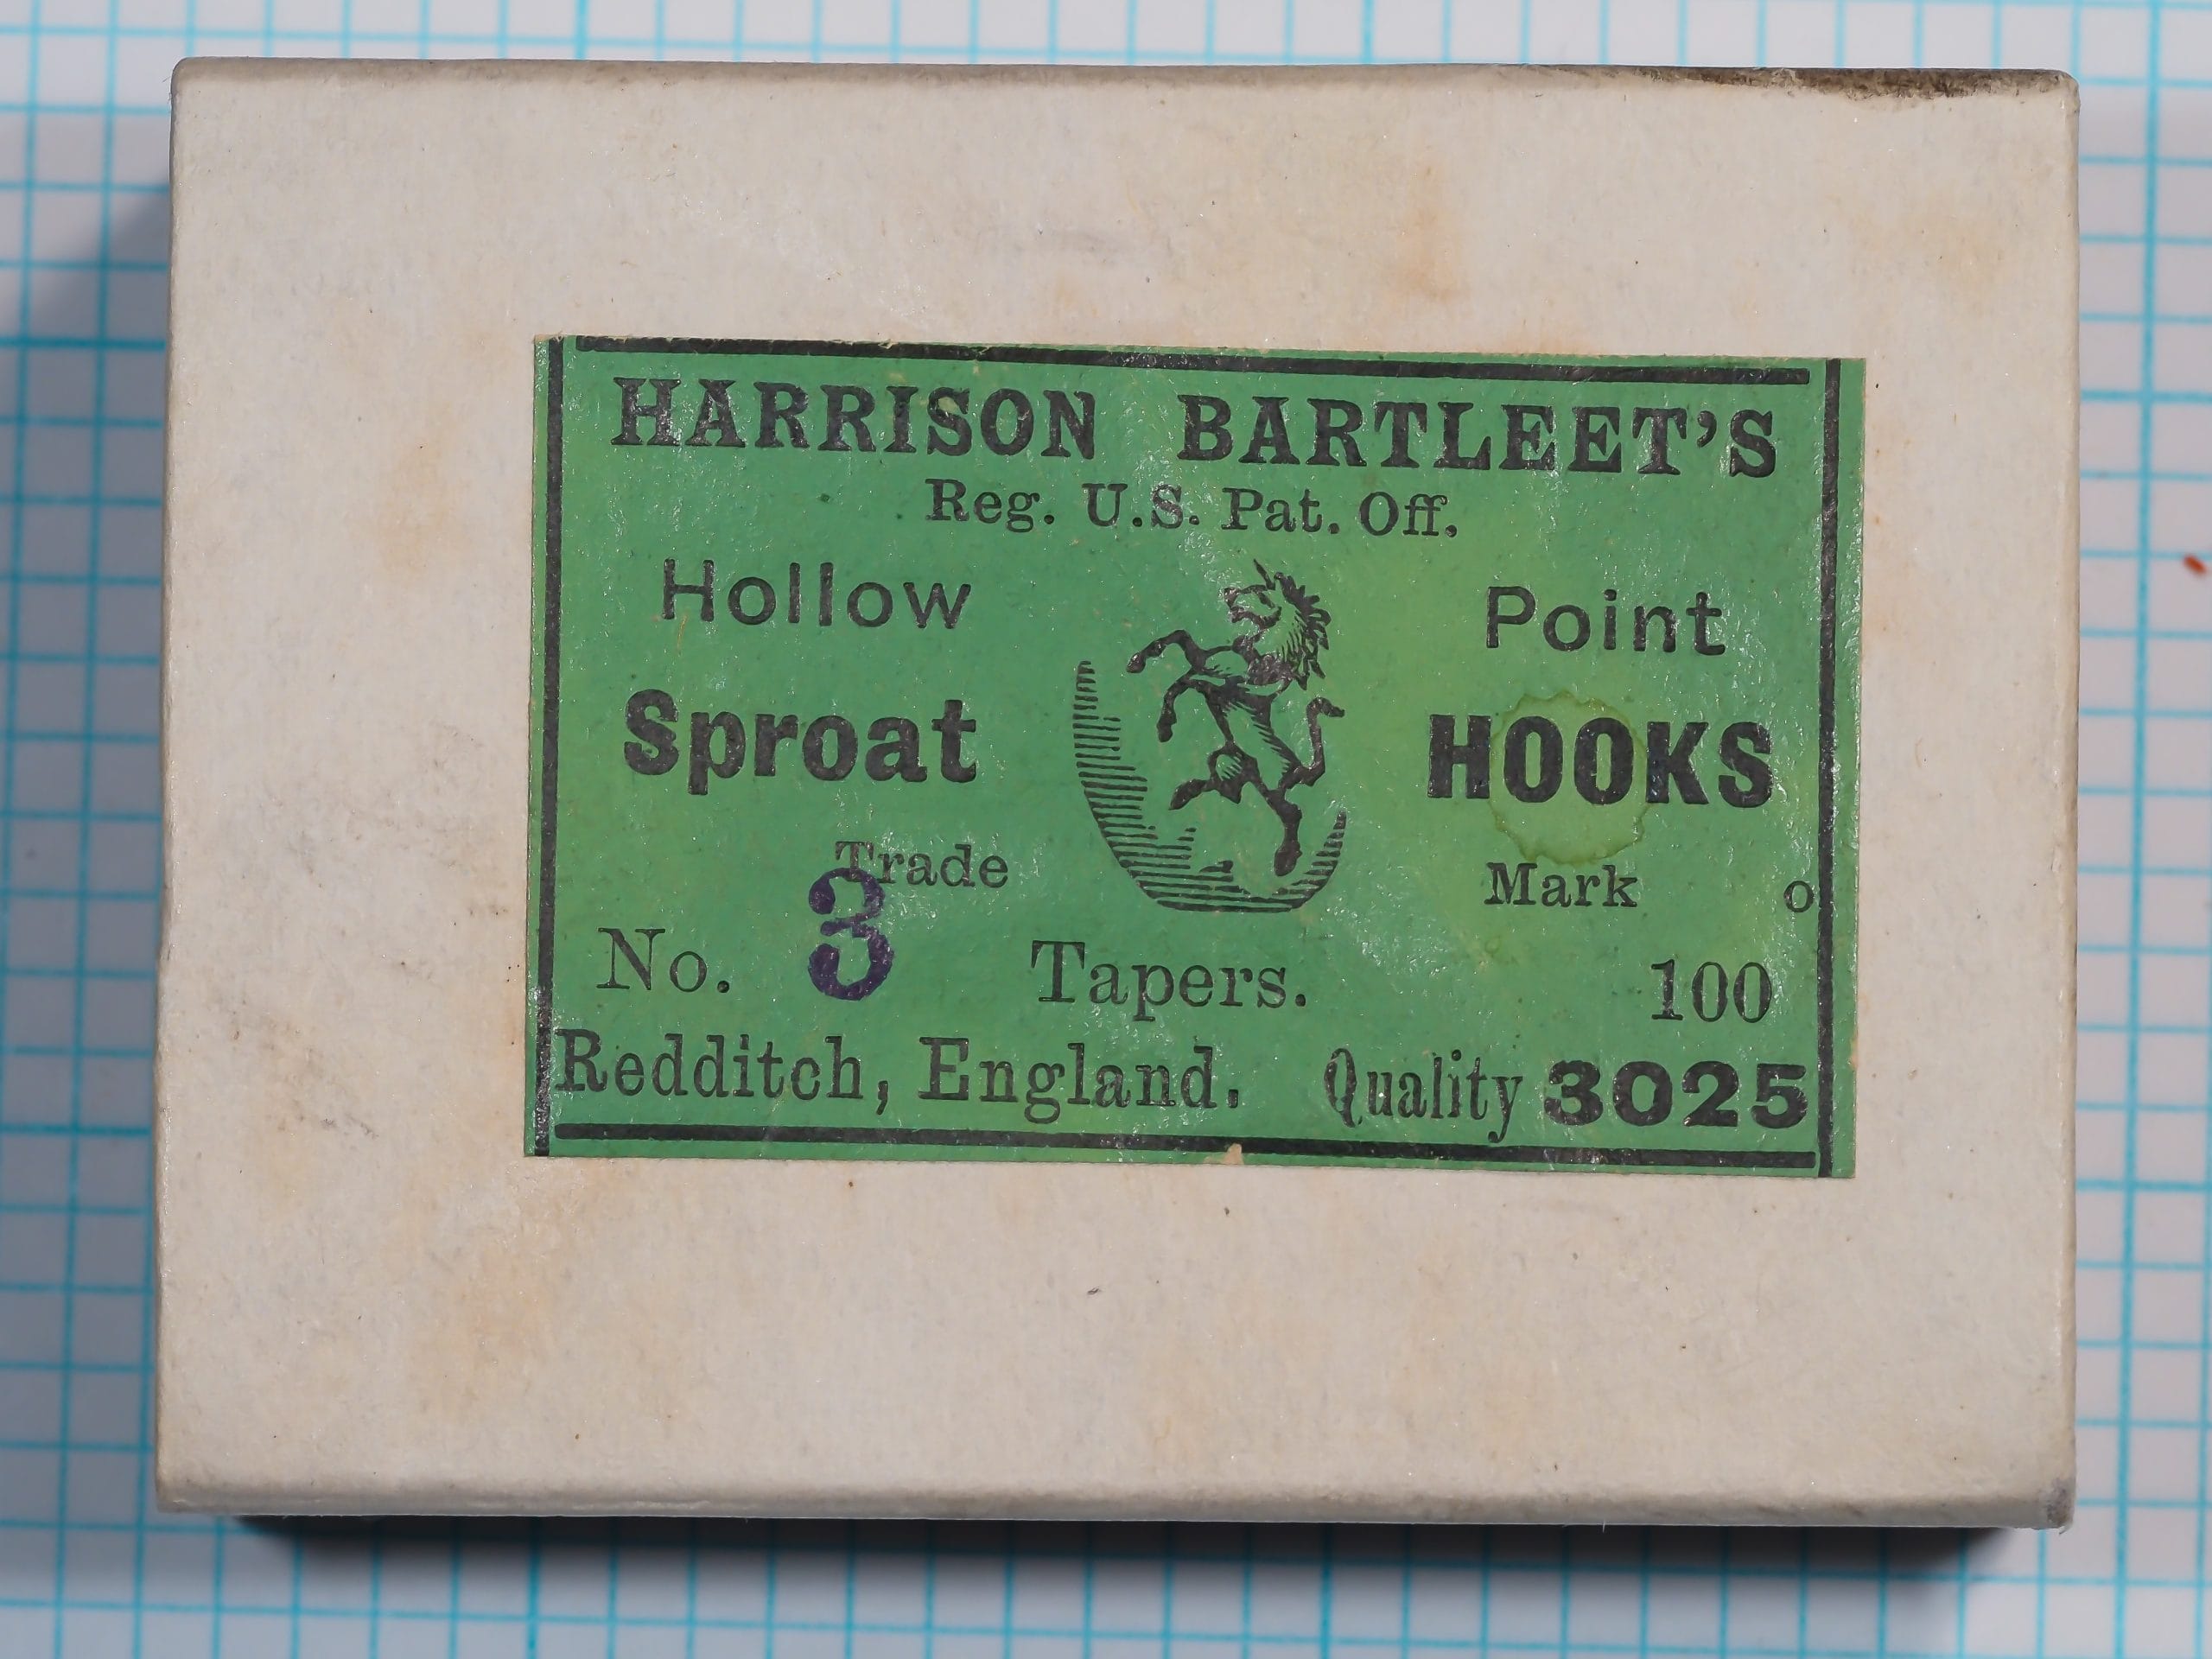 HARRISON BARTLEET'S
Reg. U.S. Pat. Off.
Hollow Point
Sproat HOOKS
Trade Mark o
No. 3 Tapers. 100
Redditch, England. Quality 3025